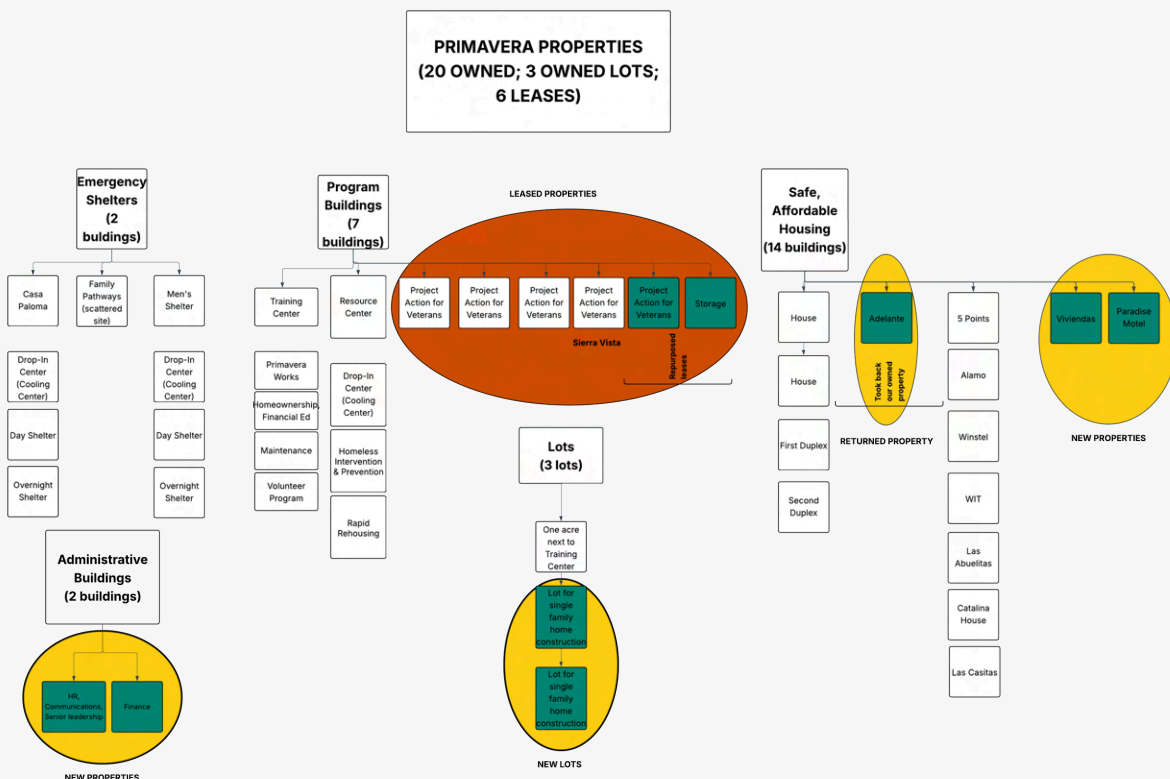 PRIMAVERA PROPERTIES
(20 OWNED; 3 OWNED LOTS;
6 LEASES)
Emergency
Shelters
(2
buldings)
Casa
Paloma
Family
Pathways
(scattered
site)
Men's
Shelter
Drop-In
Center
(Cooling
Center)
Day Shelter
Overnight
Shelter
Drop-In
Center
(Cooling
Center)
Day Shelter
Overnight
Shelter
Administrative
Buildings
(2 buildings)
HR,
Communications,
Senior leadership
Finance
NEW PROPERTIES
Program
Buildings
(7
buildings)
Training
Center
Resource
Center
Primavera
Works
Homeownership,
Financial Ed
Maintenance
Volunteer
Program
Drop-In
Center
(Cooling
Center)
Homeless
Intervention
& Prevention
Rapid
Rehousing
LEASED PROPERTIES
Project
Action for
Veterans
Project
Action for
Veterans
Project
Action for
Veterans
Project
Action for
Veterans
Project
Action for
Veterans
Storage
Sierra Vista
Repurposed
leases
Lots
(3 lots)
One acre
next to
Training
Center
Lot for
single
family
home
construction
Lot for
single
family
home
construction
NEW LOTS
Safe,
Affordable
Housing
(14 buildings)
House
House
First Duplex
Second
Duplex
Adelante
Took back
our owned
property
RETURNED PROPERTY
5 Points
Alamo
Winstel
WIT
Las
Abuelitas
Catalina
House
Las Casitas
Viviendas
Paradise
Motel
NEW PROPERTIES